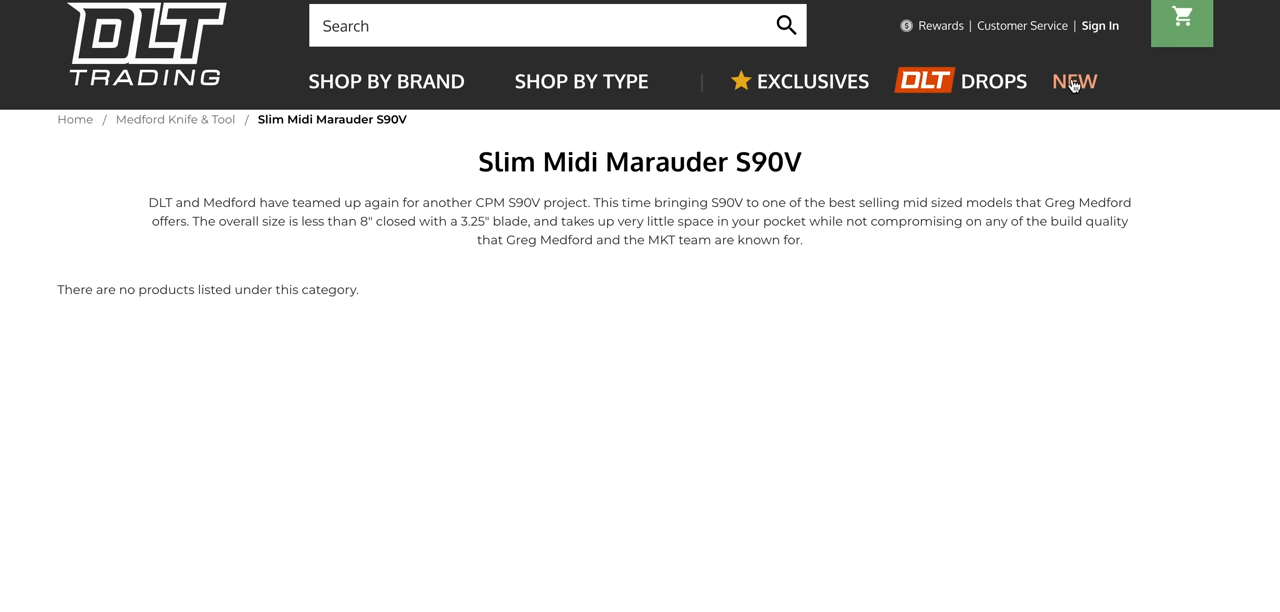 DLT
TRADING
Search
Rewards | Customer Service | Sign In
SHOP BY BRAND SHOP BY TYPE | EXCLUSIVES DLT DROPS NEW
Home / Medford Knife & Tool / Slim Midi Marauder S90V
Slim Midi Marauder S90V
DLT and Medford have teamed up again for another CPM S90V project. This time bringing S90V to one of the best selling mid sized models that Greg Medford
offers. The overall size is less than 8" closed with a 3.25" blade, and takes up very little space in your pocket while not compromising on any of the build quality
that Greg Medford and the MKT team are known for.
There are no products listed under this category.